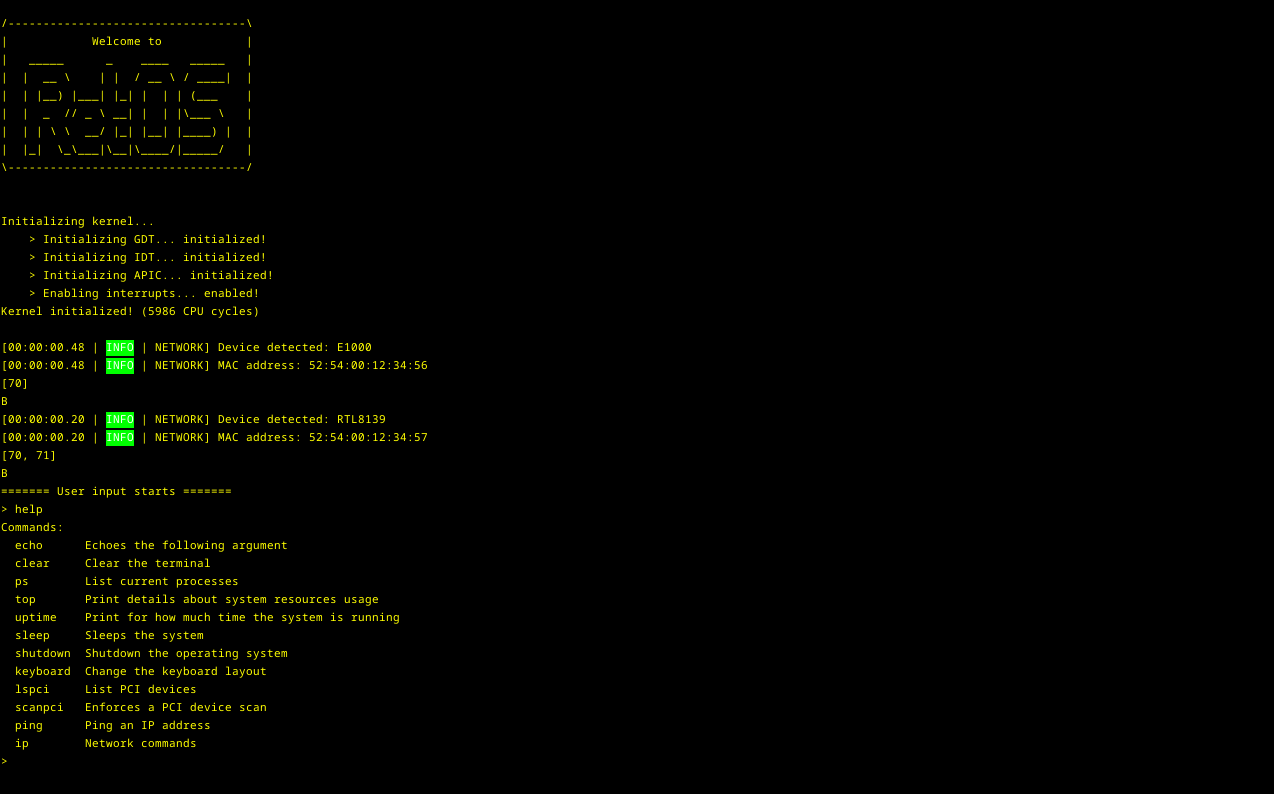 /----------------------------------\
|            Welcome to            |
|   _____      _    ____   _____   |
|  |  __ \    | |  / __ \ / ____|  |
|  | |__) |___| |_| |  | | (___    |
|  |  _  // _ \ __| |  | |\___ \   |
|  | | \ \  __/ |_| |__| |____) |  |
|  |_|  \_\___|\__|\____/|_____/   |
\----------------------------------/
Initializing kernel...
    > Initializing GDT... initialized!
    > Initializing IDT... initialized!
    > Initializing APIC... initialized!
    > Enabling interrupts... enabled!
Kernel initialized! (5986 CPU cycles)
[00:00:00.48 | INFO | NETWORK] Device detected: E1000
[00:00:00.48 | INFO | NETWORK] MAC address: 52:54:00:12:34:56
[70]
B
[00:00:00.20 | INFO | NETWORK] Device detected: RTL8139
[00:00:00.20 | INFO | NETWORK] MAC address: 52:54:00:12:34:57
[70, 71]
B
======= User input starts =======
> help
Commands:
  echo      Echoes the following argument
  clear     Clear the terminal
  ps        List current processes
  top       Print details about system resources usage
  uptime    Print for how much time the system is running
  sleep     Sleeps the system
  shutdown  Shutdown the operating system
  keyboard  Change the keyboard layout
  lspci     List PCI devices
  scanpci   Enforces a PCI device scan
  ping      Ping an IP address
  ip        Network commands
>